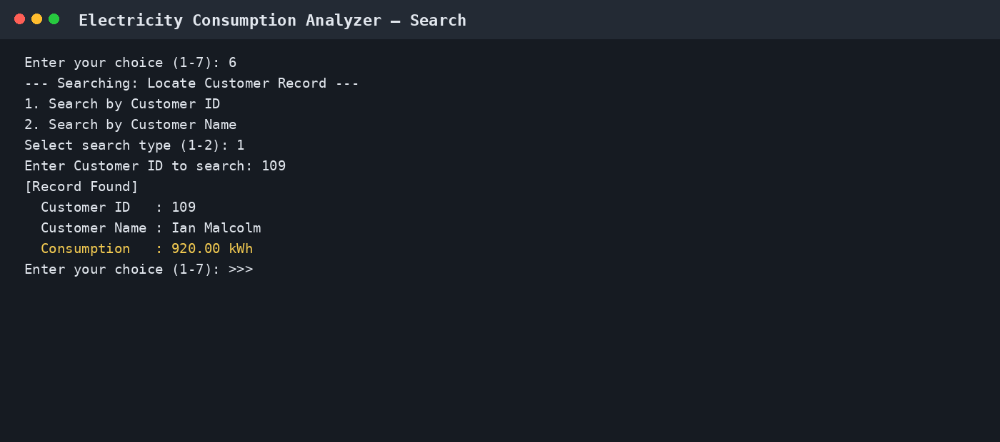 Electricity Consumption Analyzer — Search
Enter your choice (1-7): 6
--- Searching: Locate Customer Record ---
1. Search by Customer ID
2. Search by Customer Name
Select search type (1-2): 1
Enter Customer ID to search: 109
[Record Found]
  Customer ID   : 109
  Customer Name : Ian Malcolm
  Consumption   : 920.00 kWh
Enter your choice (1-7): >>>